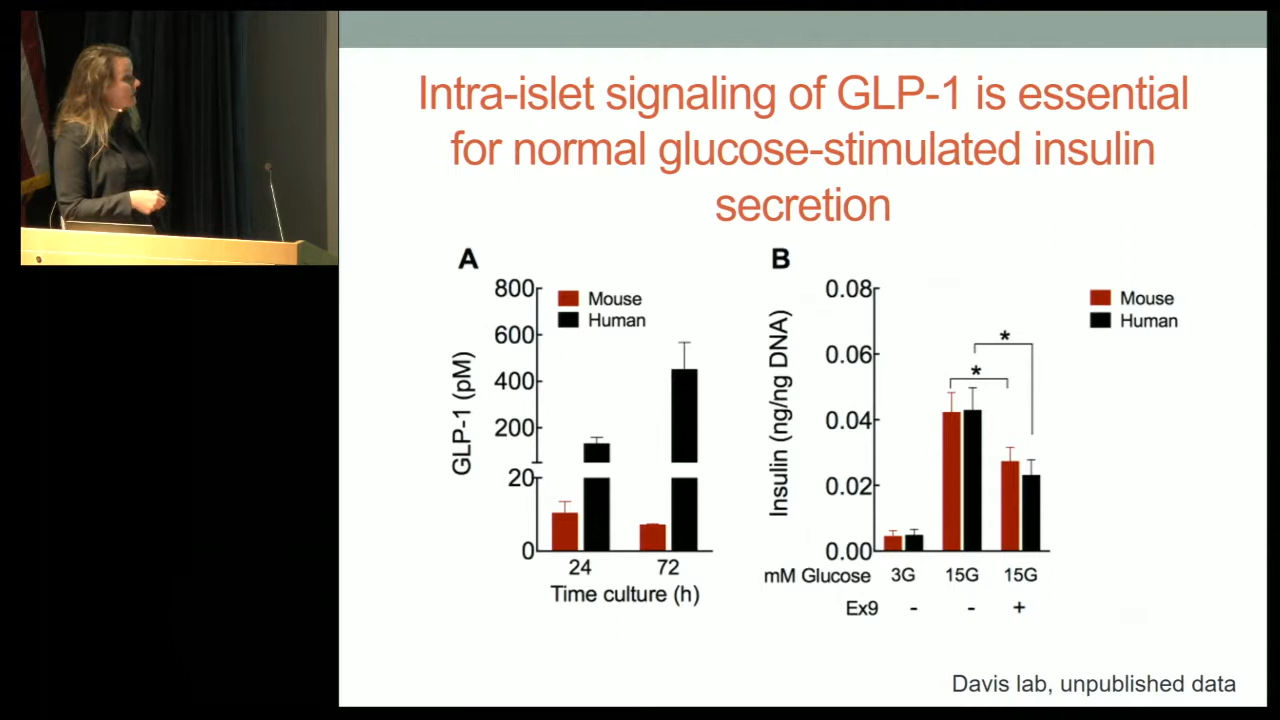 Intra-islet signaling of GLP-1 is essential
for normal glucose-stimulated insulin
secretion
A
800
600
400
200
20
0
GLP-1 (pM)
Mouse
Human
24 72
Time culture (h)
B
0.08
0.06
0.04
0.02
0.00
Insulin (ng/ng DNA)
* 
*
Mouse
Human
mM Glucose 3G 15G 15G
Ex9 - - +
Davis lab, unpublished data